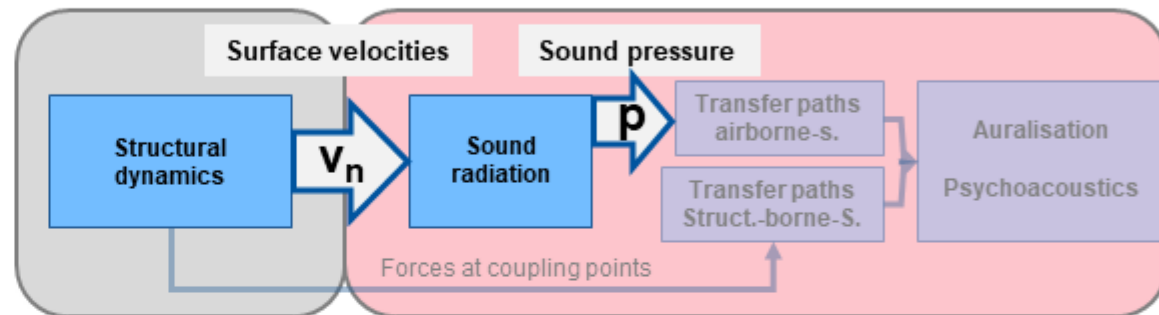 Surface velocities
Sound pressure
Structural
dynamics
vn
Sound
radiation
p
Transfer paths
airborne-s.
Transfer paths
Struct.-borne-S.
Auralisation
Psychoacoustics
Forces at coupling points